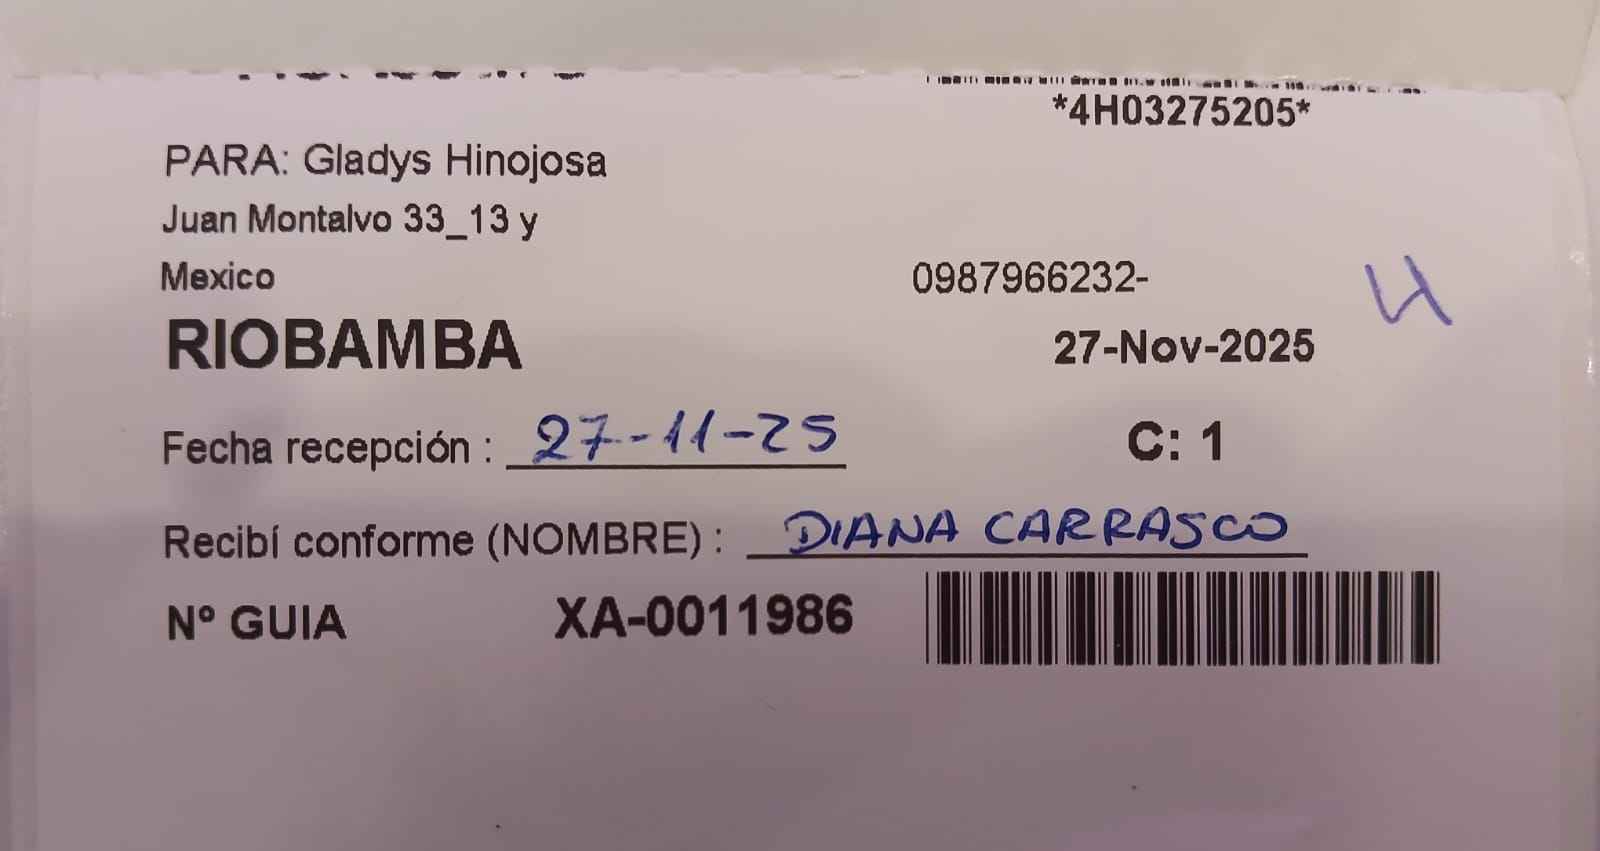 *4H03275205*
PARA: Gladys Hinojosa
Juan Montalvo 33_13 y
Mexico 0987966232-
RIOBAMBA 27-Nov-2025
Fecha recepción : 27-11-25 C: 1
Recibí conforme (NOMBRE) : DIANA CARRASCO
Nº GUIA XA-0011986